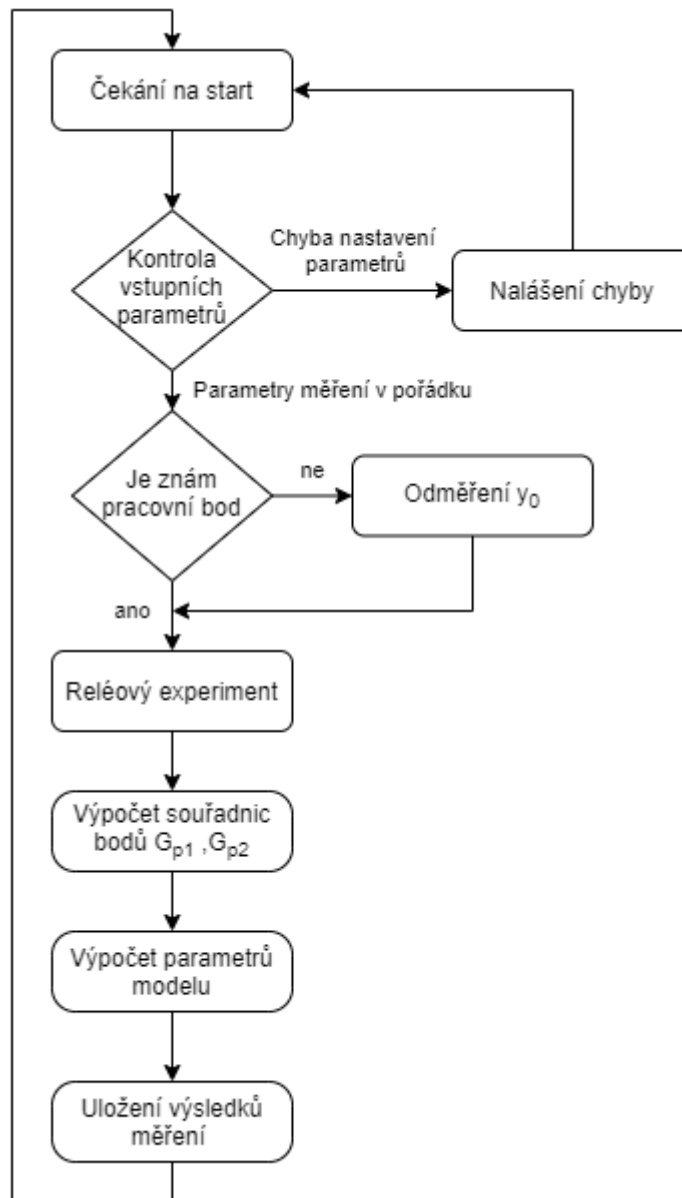 Čekání na start
Kontrola
vstupních
parametrů
Chyba nastavení
parametrů
Nalášení chyby
Parametry měření v pořádku
Je znám
pracovní bod
ne
Odměření y₀
ano
Reléový experiment
Výpočet souřadnic
bodů Gₚ₁ ,Gₚ₂
Výpočet parametrů
modelu
Uložení výsledků
měření